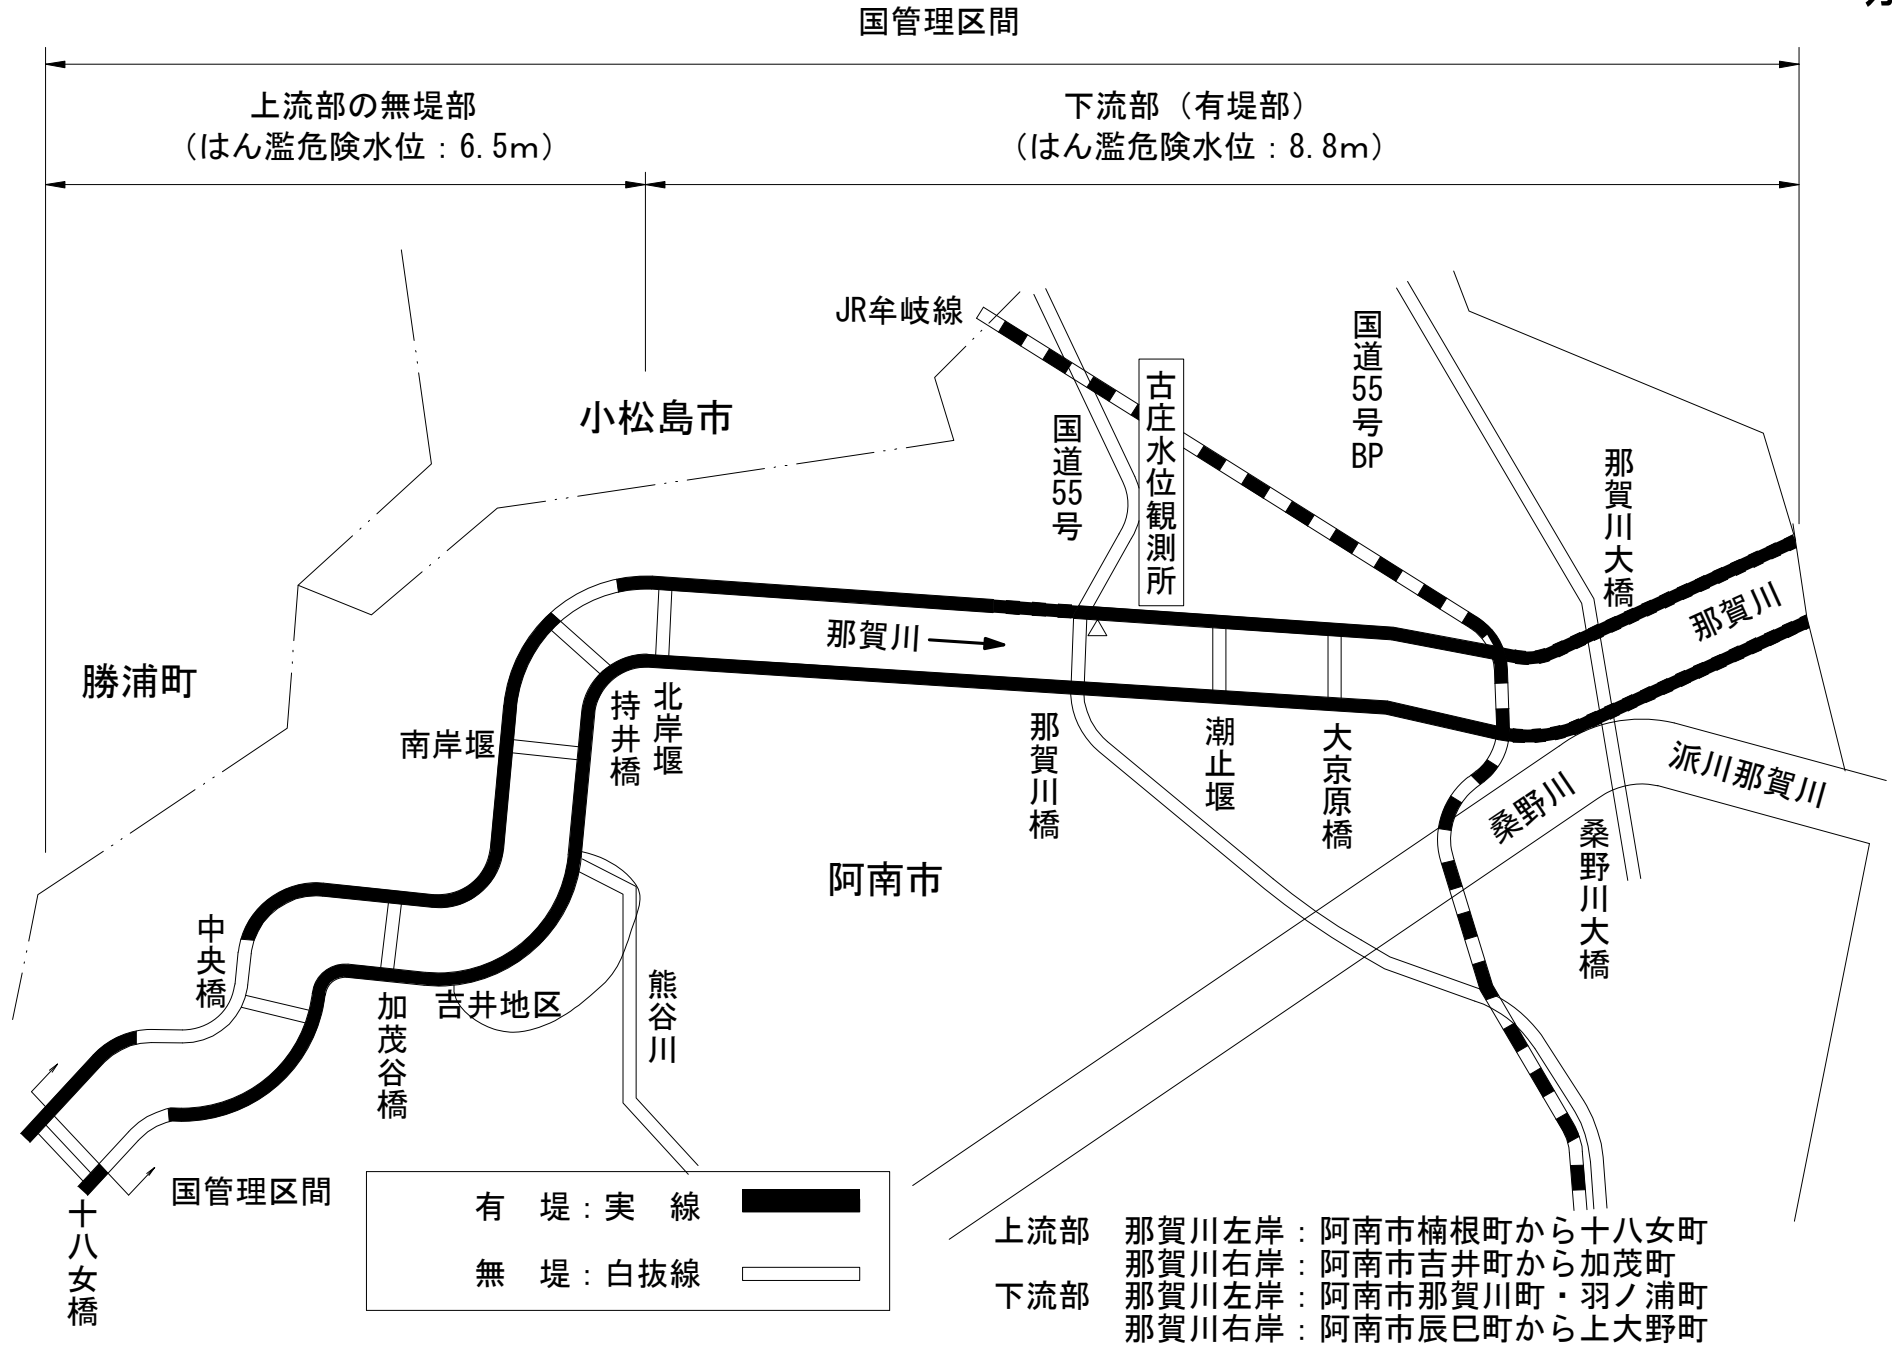 国管理区間
上流部の無堤部
（はん濫危険水位：6.5m）
下流部（有堤部）
（はん濫危険水位：8.8m）
JR牟岐線
国道55号
古庄水位観測所
国道55号BP
那賀川大橋
小松島市
那賀川
那賀川
勝浦町
南岸堰
持井橋
北岸堰
那賀川橋
潮止堰
大京原橋
桑野川
派川那賀川
桑野川大橋
阿南市
中央橋
加茂谷橋
吉井地区
熊谷川
国管理区間
十八女橋
有　堤：実　線
無　堤：白抜線
上流部　那賀川左岸：阿南市楠根町から十八女町
那賀川右岸：阿南市吉井町から加茂町
下流部　那賀川左岸：阿南市那賀川町・羽ノ浦町
那賀川右岸：阿南市辰巳町から上大野町